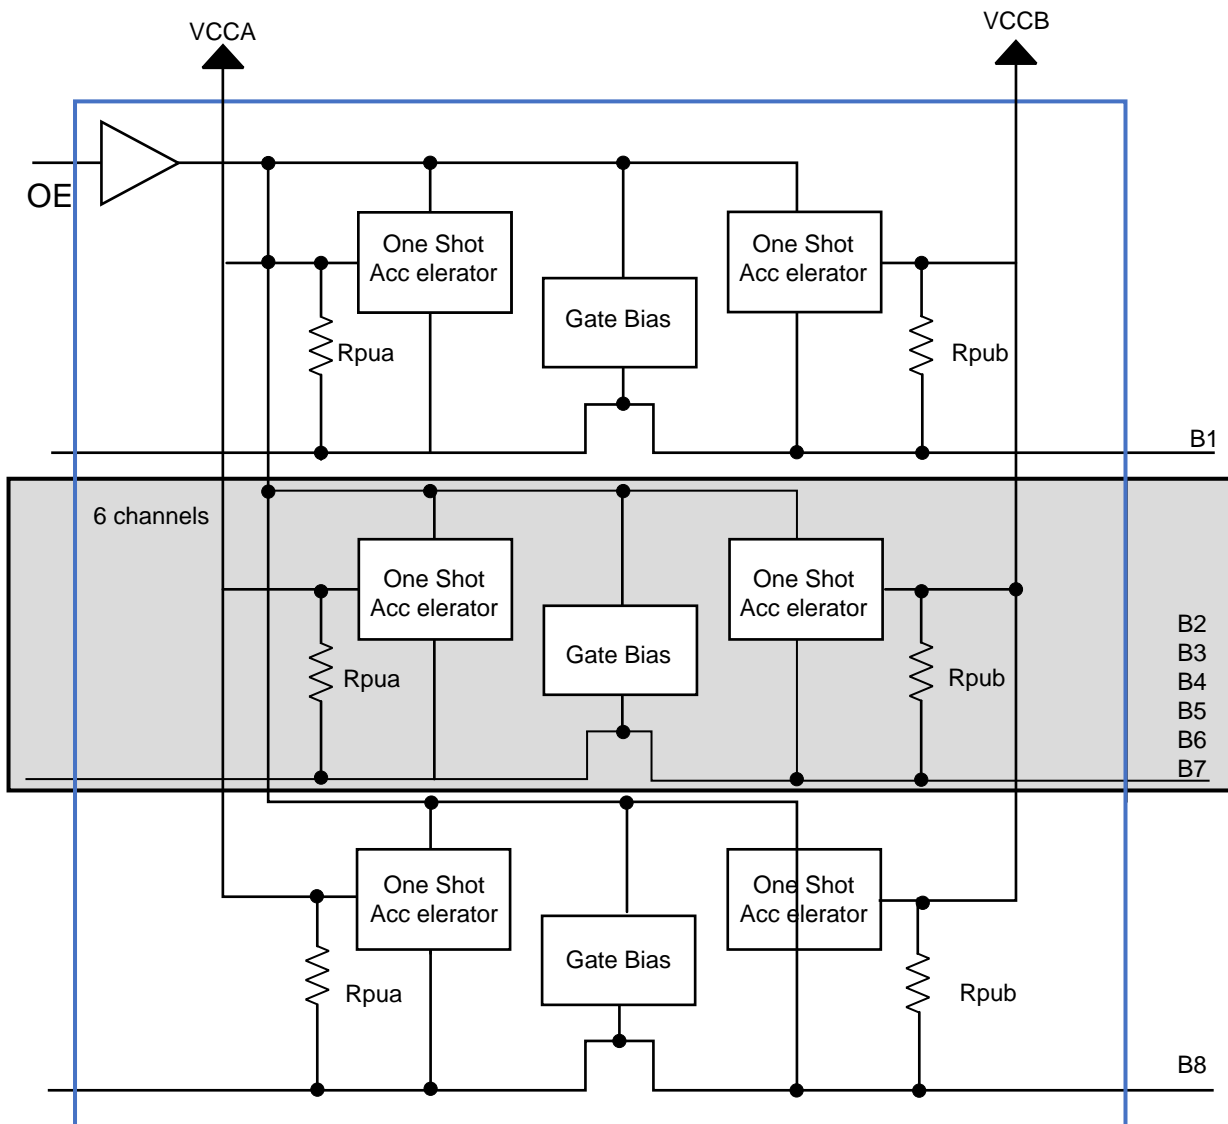 VCCA
VCCB
OE
One Shot
Acc elerator
One Shot
Acc elerator
Gate Bias
Rpua
Rpub
B1
6 channels
One Shot
Acc elerator
One Shot
Acc elerator
Gate Bias
Rpua
Rpub
B2
B3
B4
B5
B6
B7
One Shot
Acc elerator
One Shot
Acc elerator
Gate Bias
Rpua
Rpub
B8